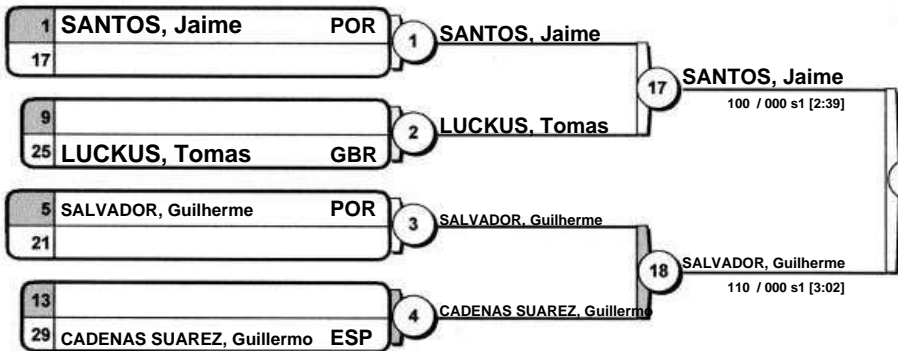 1 SANTOS, Jaime POR
17
1 SANTOS, Jaime
17 SANTOS, Jaime
100 / 000 s1 [2:39]
9
25 LUCKUS, Tomas GBR
2 LUCKUS, Tomas
5 SALVADOR, Guilherme POR
21
3 SALVADOR, Guilherme
18 SALVADOR, Guilherme
110 / 000 s1 [3:02]
13
29 CADENAS SUAREZ, Guillermo ESP
4 CADENAS SUAREZ, Guillermo